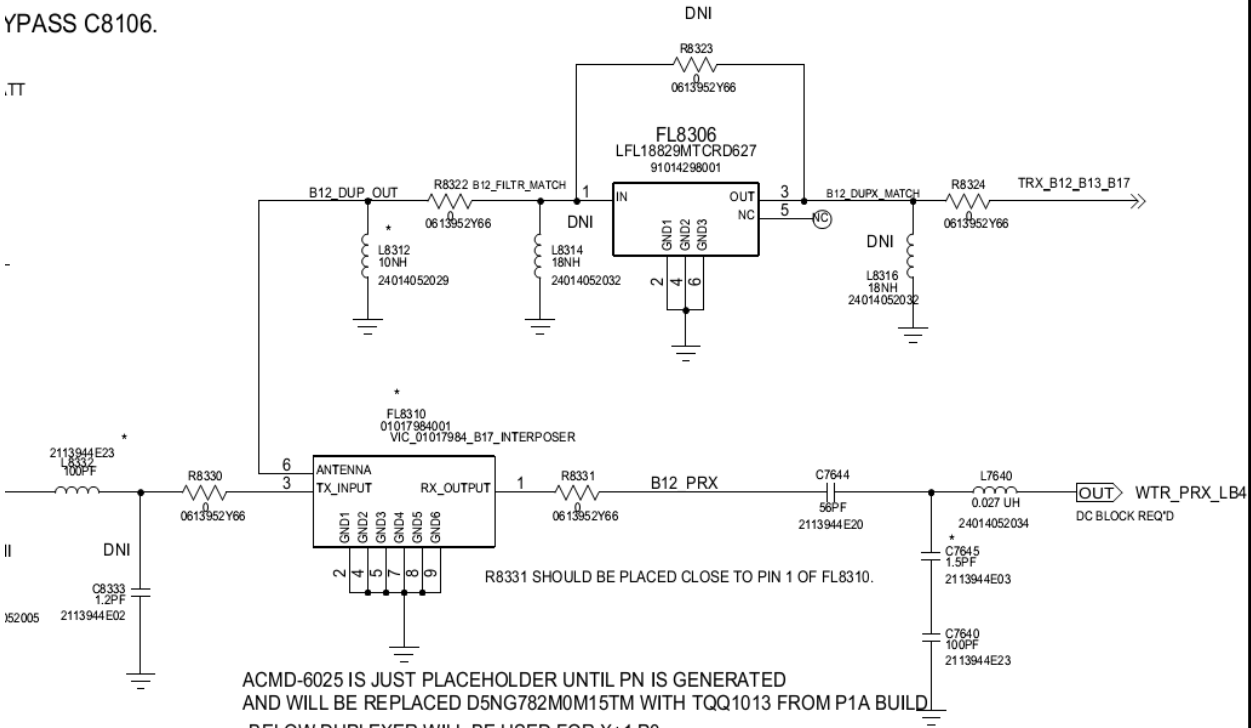 YPASS C8106.
DNI
.TT
R8323
0
0613952Y66
FL8306
LFL18829MTCRD627
91014298001
B12_DUP_OUT
R8322
B12_FILTR_MATCH
0
0613952Y66
1
IN
OUT
3
NC
5
NC
GND1
GND2
GND3
2
4
6
B12_DUPX_MATCH
R8324
0
0613952Y66
TRX_B12_B13_B17
*
L8312
10NH
24014052029
DNI
L8314
18NH
24014052032
DNI
L8316
18NH
24014052032
*
FL8310
01017984001
VIC_01017984_B17_INTERPOSER
*
2113944E23
L8332
100PF
R8330
0
0613952Y66
6
3
ANTENNA
TX_INPUT
RX_OUTPUT
1
GND1
GND2
GND3
GND4
GND5
GND6
2
4
5
7
8
9
R8331
0
0613952Y66
B12_PRX
C7644
56PF
2113944E20
L7640
0.027 UH
24014052034
OUT
WTR_PRX_LB4
DC BLOCK REQ'D
*
C7645
1.5PF
2113944E03
DNI
C8333
1.2PF
2113944E02
052005
R8331 SHOULD BE PLACED CLOSE TO PIN 1 OF FL8310.
C7640
100PF
2113944E23
ACMD-6025 IS JUST PLACEHOLDER UNTIL PN IS GENERATED
AND WILL BE REPLACED D5NG782M0M15TM WITH TQQ1013 FROM P1A BUILD